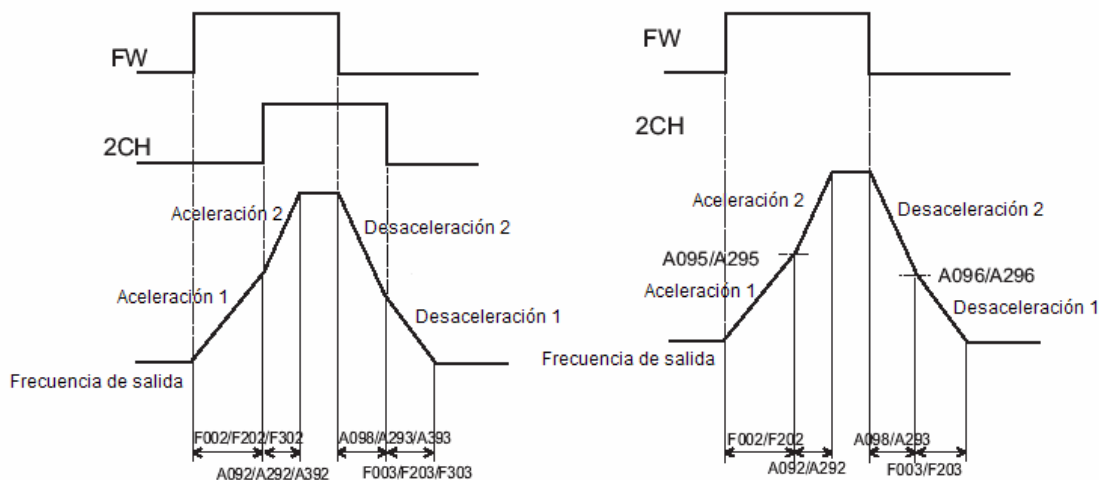 FW
2CH
Aceleración 2
Desaceleración 2
Aceleración 1
Desaceleración 1
Frecuencia de salida
F002/F202/F302
A098/A293/A393
A092/A292/A392
F003/F203/F303
FW
2CH
Aceleración 2
Desaceleración 2
A095/A295
A096/A296
Aceleración 1
Desaceleración 1
Frecuencia de salida
F002/F202
A098/A293
A092/A292
F003/F203